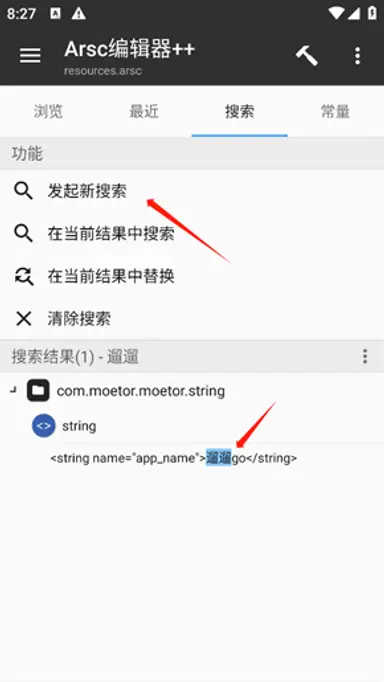 8:27
Arsc编辑器++
resources.arsc
浏览 最近 搜索 常量
功能
发起新搜索
在当前结果中搜索
在当前结果中替换
清除搜索
搜索结果(1) - 遛遛
com.moetor.moetor.string
<> string
<string name="app_name">遛遛go</string>